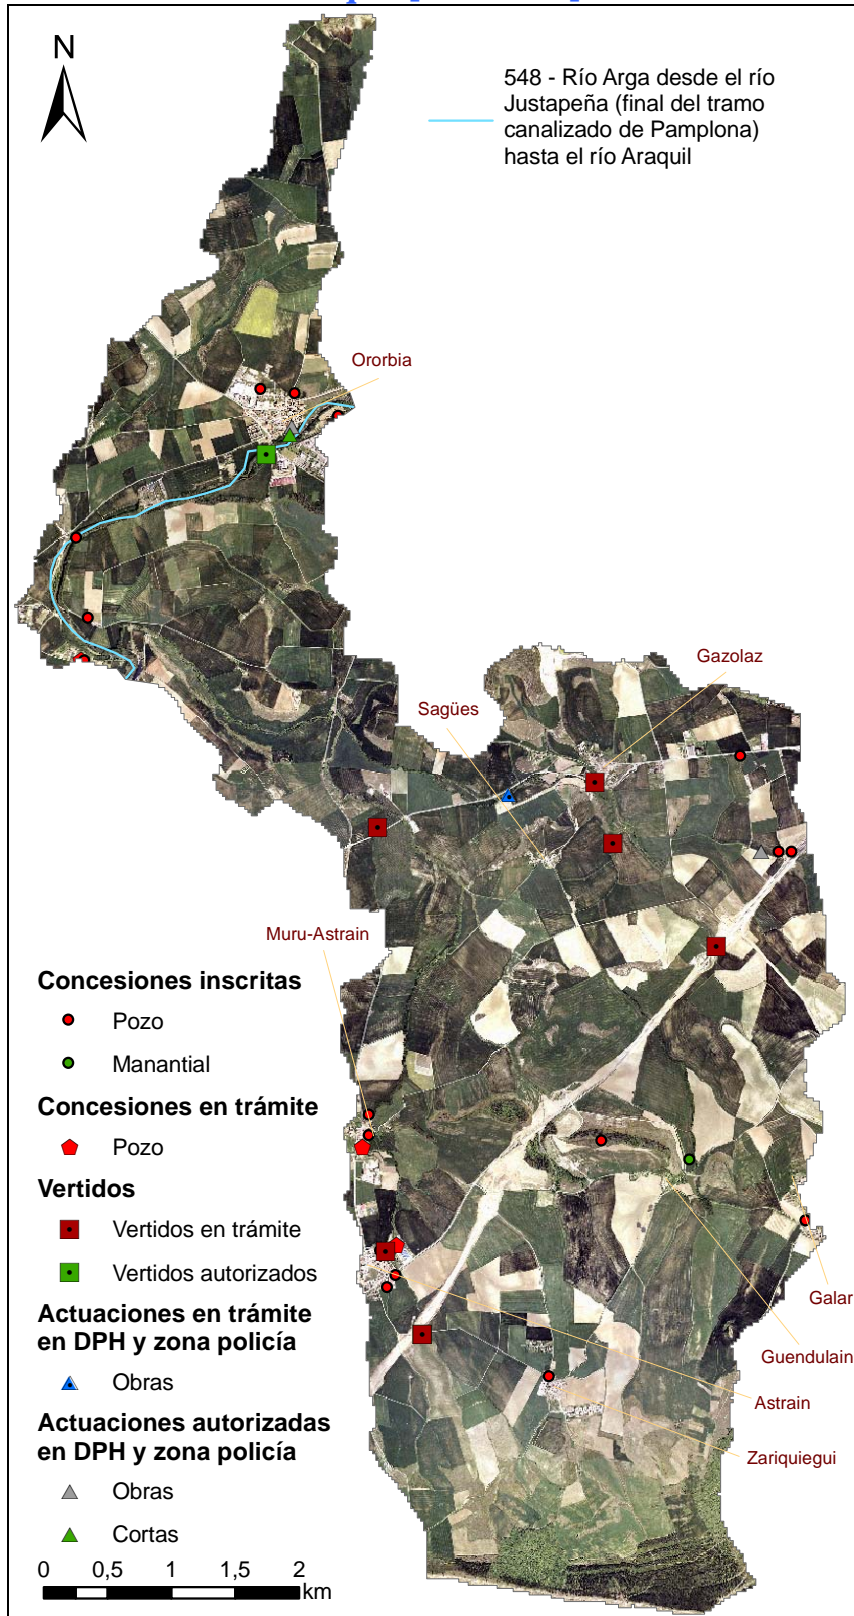 N
548 - Río Arga desde el río
Justapeña (final del tramo
canalizado de Pamplona)
hasta el río Araquil
Ororbia
Gazolaz
Sagües
Muru-Astrain
Galar
Guendulain
Astrain
Zariquiegui
Concesiones inscritas
Pozo
Manantial
Concesiones en trámite
Pozo
Vertidos
Vertidos en trámite
Vertidos autorizados
Actuaciones en trámite
en DPH y zona policía
Obras
Actuaciones autorizadas
en DPH y zona policía
Obras
Cortas
0 0,5 1 1,5 2
km